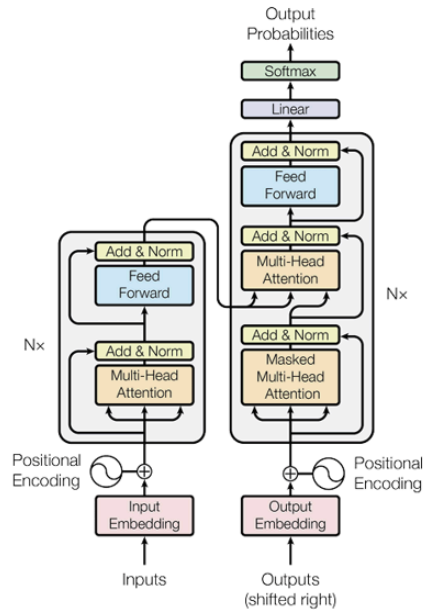 Output
Probabilities
Softmax
Linear
Add & Norm
Feed
Forward
Add & Norm
Multi-Head
Attention
Add & Norm
Masked
Multi-Head
Attention
Nx
Positional
Encoding
Output
Embedding
Outputs
(shifted right)
Add & Norm
Feed
Forward
Add & Norm
Multi-Head
Attention
Nx
Positional
Encoding
Input
Embedding
Inputs